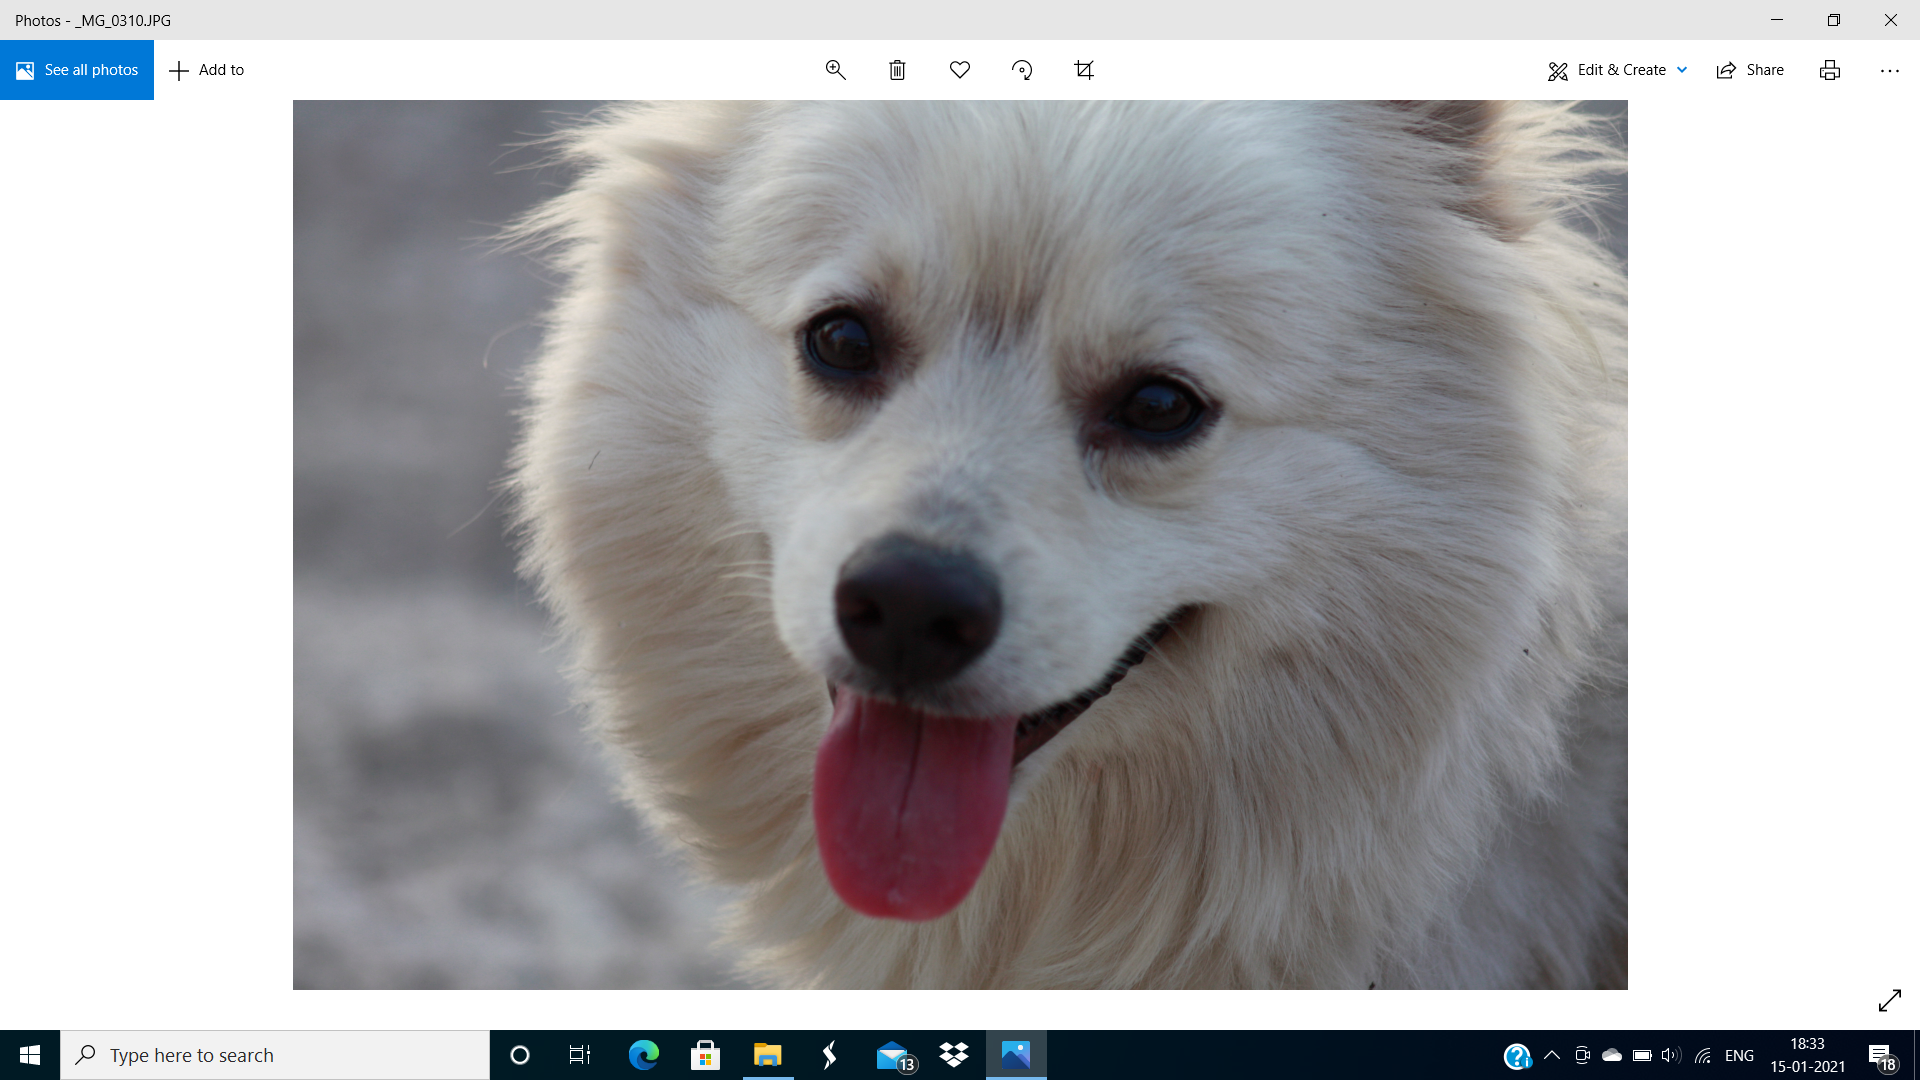 Photos - _MG_0310.JPG
See all photos
Add to
Edit & Create
Share
Type here to search
13
ENG
18:33
15-01-2021
18